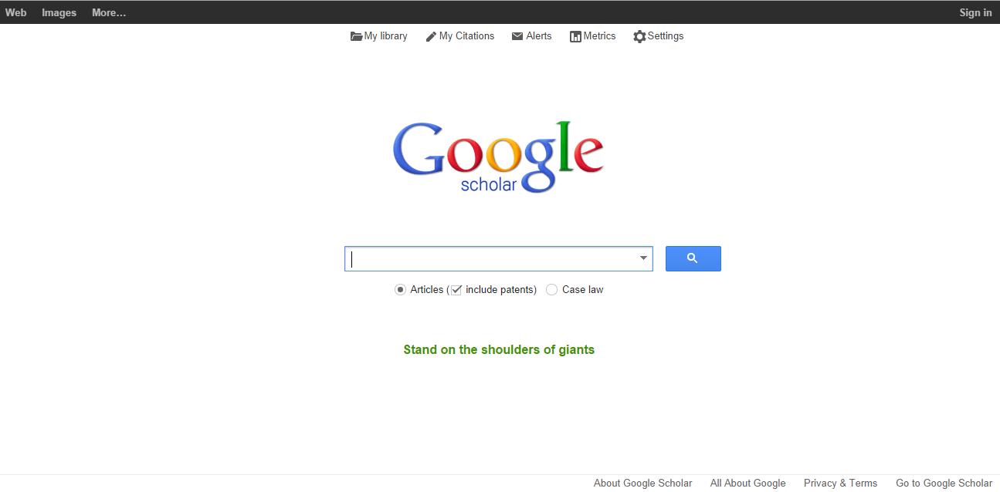 Web Images More... Sign in
My library My Citations Alerts Metrics Settings
Google
scholar
Articles ( include patents) Case law
Stand on the shoulders of giants
About Google Scholar All About Google Privacy & Terms Go to Google Scholar